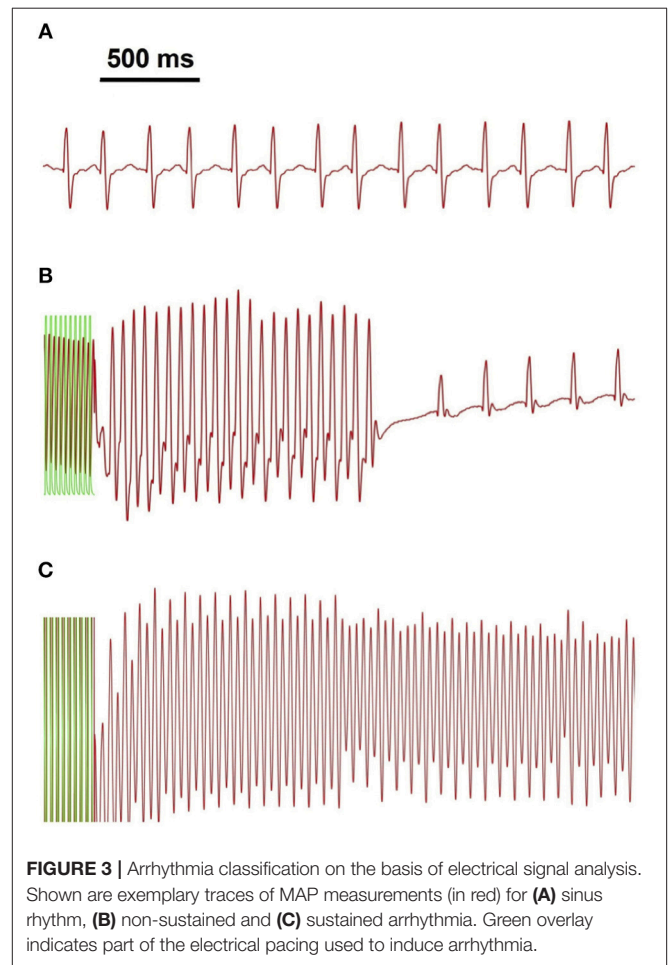 A
500 ms
B
C
FIGURE 3 | Arrhythmia classification on the basis of electrical signal analysis.
Shown are exemplary traces of MAP measurements (in red) for (A) sinus
rhythm, (B) non-sustained and (C) sustained arrhythmia. Green overlay
indicates part of the electrical pacing used to induce arrhythmia.